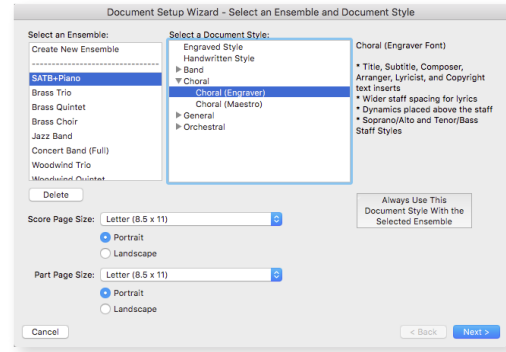 Document Setup Wizard - Select an Ensemble and Document Style
Select an Ensemble:
Create New Ensemble
--------------------------------
SATB+Piano
Brass Trio
Brass Quintet
Brass Choir
Jazz Band
Concert Band (Full)
Woodwind Trio
Woodwind Quintet
Delete
Select a Document Style:
Engraved Style
Handwritten Style
Band
Choral
Choral (Engraver)
Choral (Maestro)
General
Orchestral
Choral (Engraver Font)
* Title, Subtitle, Composer,
Arranger, Lyricist, and Copyright
text inserts
* Wider staff spacing for lyrics
* Dynamics placed above the staff
* Soprano/Alto and Tenor/Bass
Staff Styles
Always Use This
Document Style With the
Selected Ensemble
Score Page Size: Letter (8.5 x 11)
Portrait
Landscape
Part Page Size: Letter (8.5 x 11)
Portrait
Landscape
Cancel
< Back
Next >